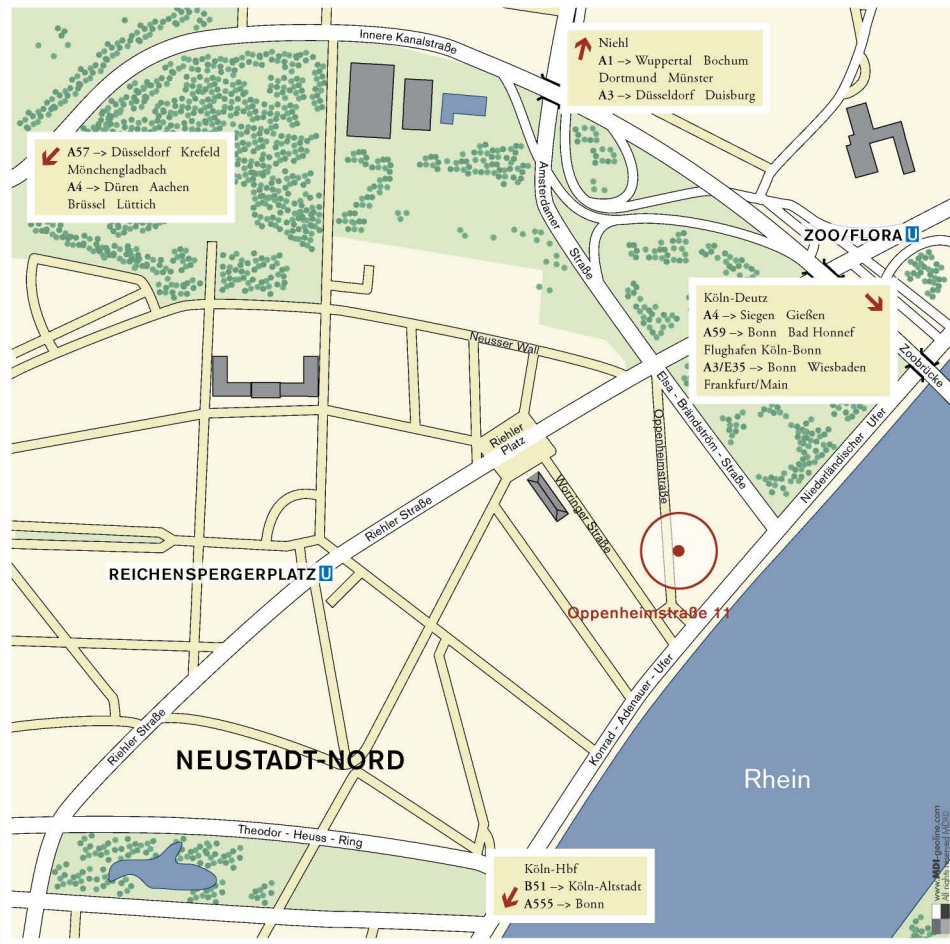 Innere Kanalstraße
Niehl
A1 –> Wuppertal Bochum
Dortmund Münster
A3 –> Düsseldorf Duisburg
A57 –> Düsseldorf Krefeld
Mönchengladbach
A4 –> Düren Aachen
Brüssel Lüttich
Amsterdamer Straße
ZOO/FLORA U
Köln-Deutz
A4 –> Siegen Gießen
A59 –> Bonn Bad Honnef
Flughafen Köln-Bonn
A3/E35 –> Bonn Wiesbaden
Frankfurt/Main
Zoobrücke
Neusser Wall
Elsa - Brändström - Straße
Oppenheimstraße
Niederländischer Ufer
Riehler
Platz
Worringer Straße
Riehler Straße
REICHENSPERGERPLATZ U
Oppenheimstraße 11
Konrad - Adenauer - Ufer
Riehler Straße
NEUSTADT-NORD
Rhein
Theodor - Heuss - Ring
Köln-Hbf
B51 –> Köln-Altstadt
A555 –> Bonn
www.MDI-geoline.com
All rights reserved MDI©